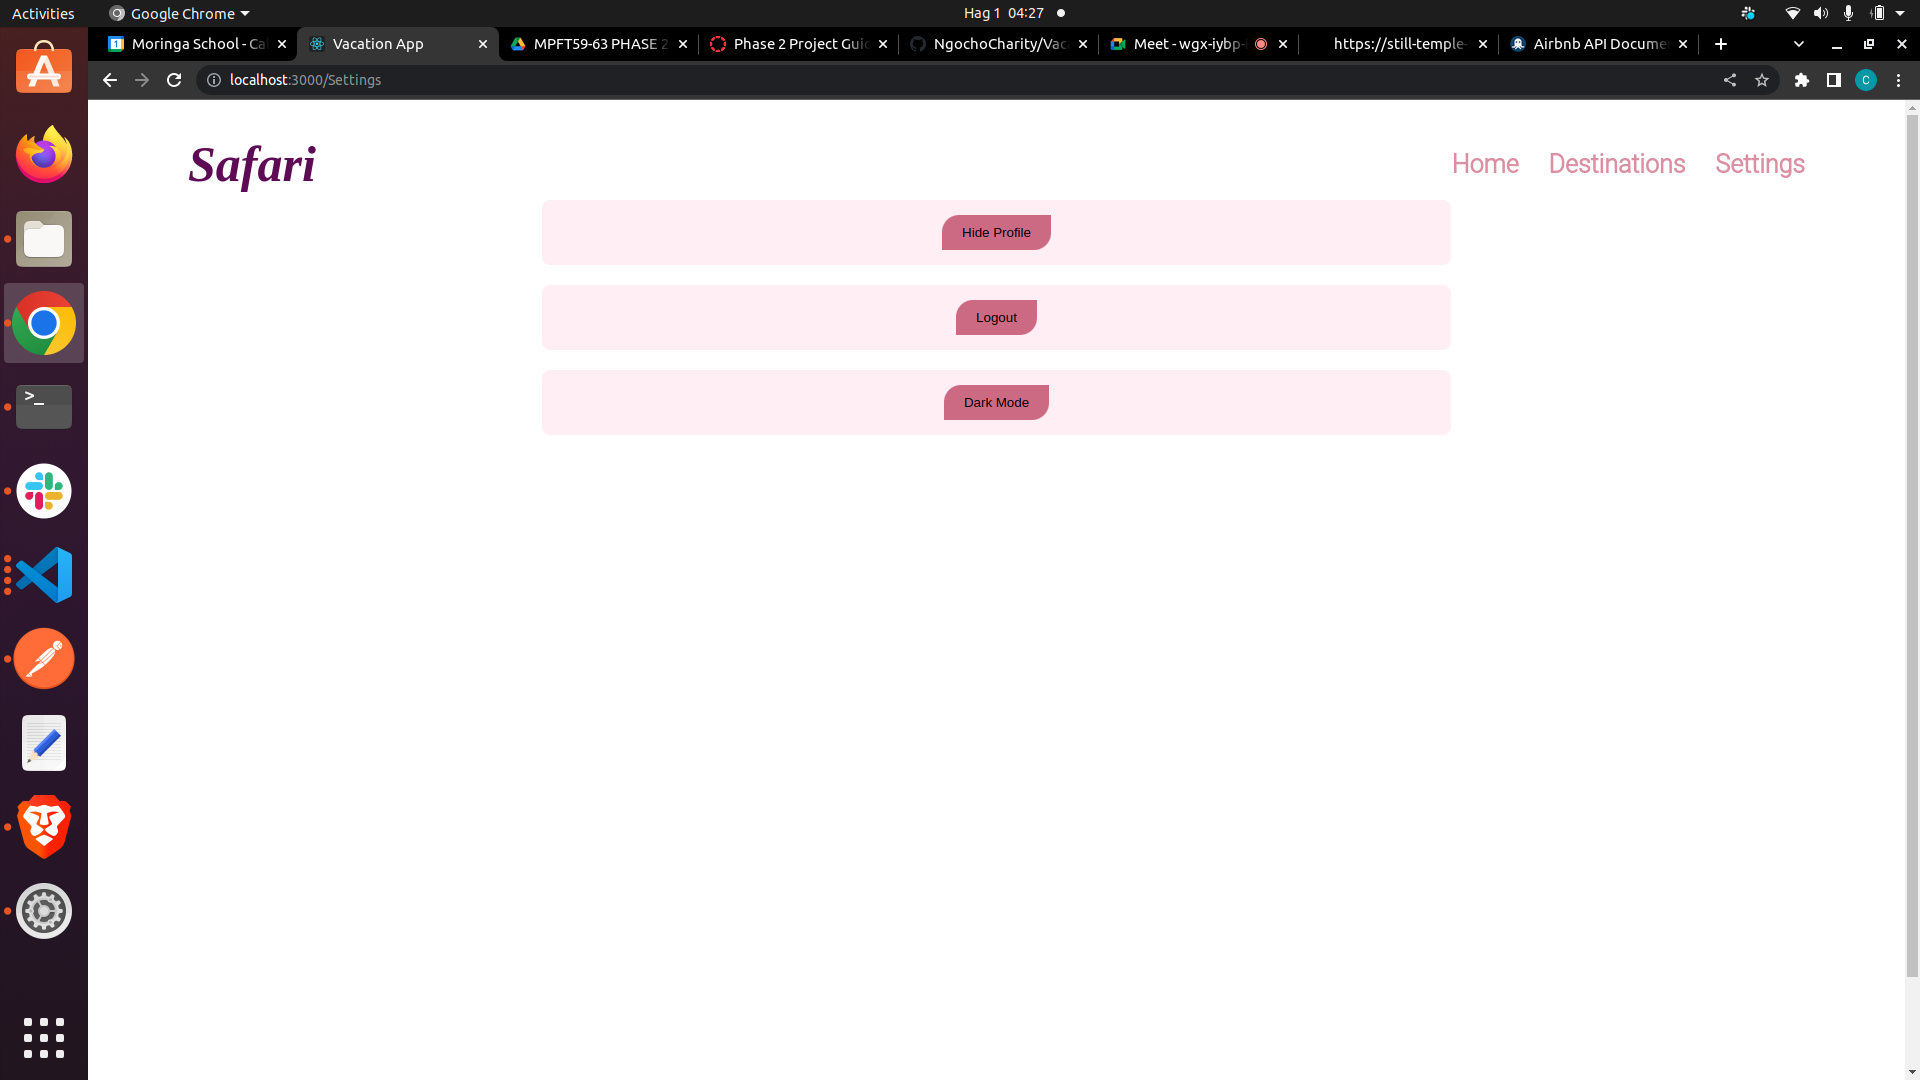 Activities
Google Chrome
Hag 1 04:27
Moringa School - Ca
Vacation App
MPFT59-63 PHASE 2
Phase 2 Project Guid
NgochoCharity/Vaca
Meet - wgx-iybp-
https://still-temple-
Airbnb API Docume
localhost:3000/Settings
C
Safari
Home
Destinations
Settings
Hide Profile
Logout
Dark Mode